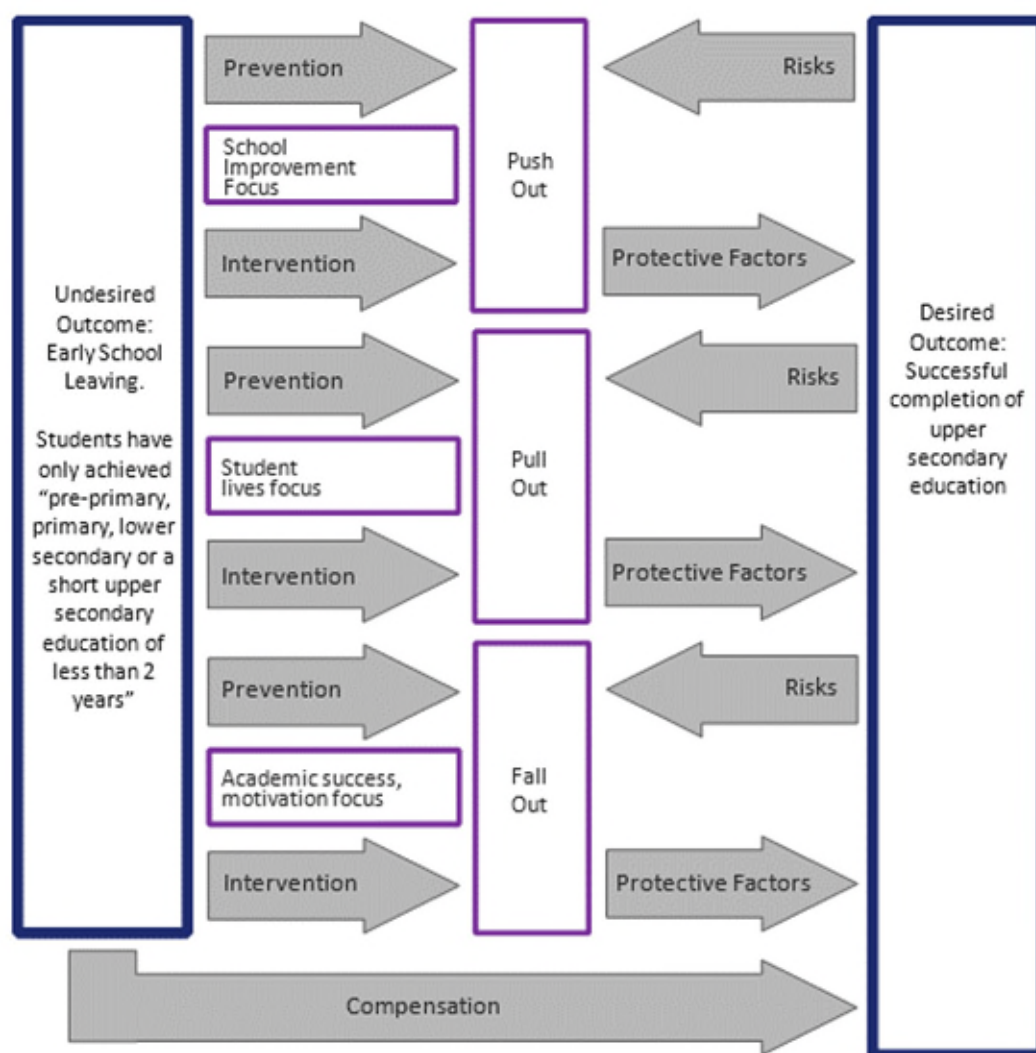 Undesired
Outcome:
Early School
Leaving.
Students have
only achieved
“pre-primary,
primary, lower
secondary or a
short upper
secondary
education of
less than 2
years”
Prevention
School
Improvement
Focus
Intervention
Push
Out
Risks
Protective Factors
Prevention
Student
lives focus
Intervention
Pull
Out
Risks
Protective Factors
Prevention
Academic success,
motivation focus
Intervention
Fall
Out
Risks
Protective Factors
Desired
Outcome:
Successful
completion of
upper
secondary
education
Compensation